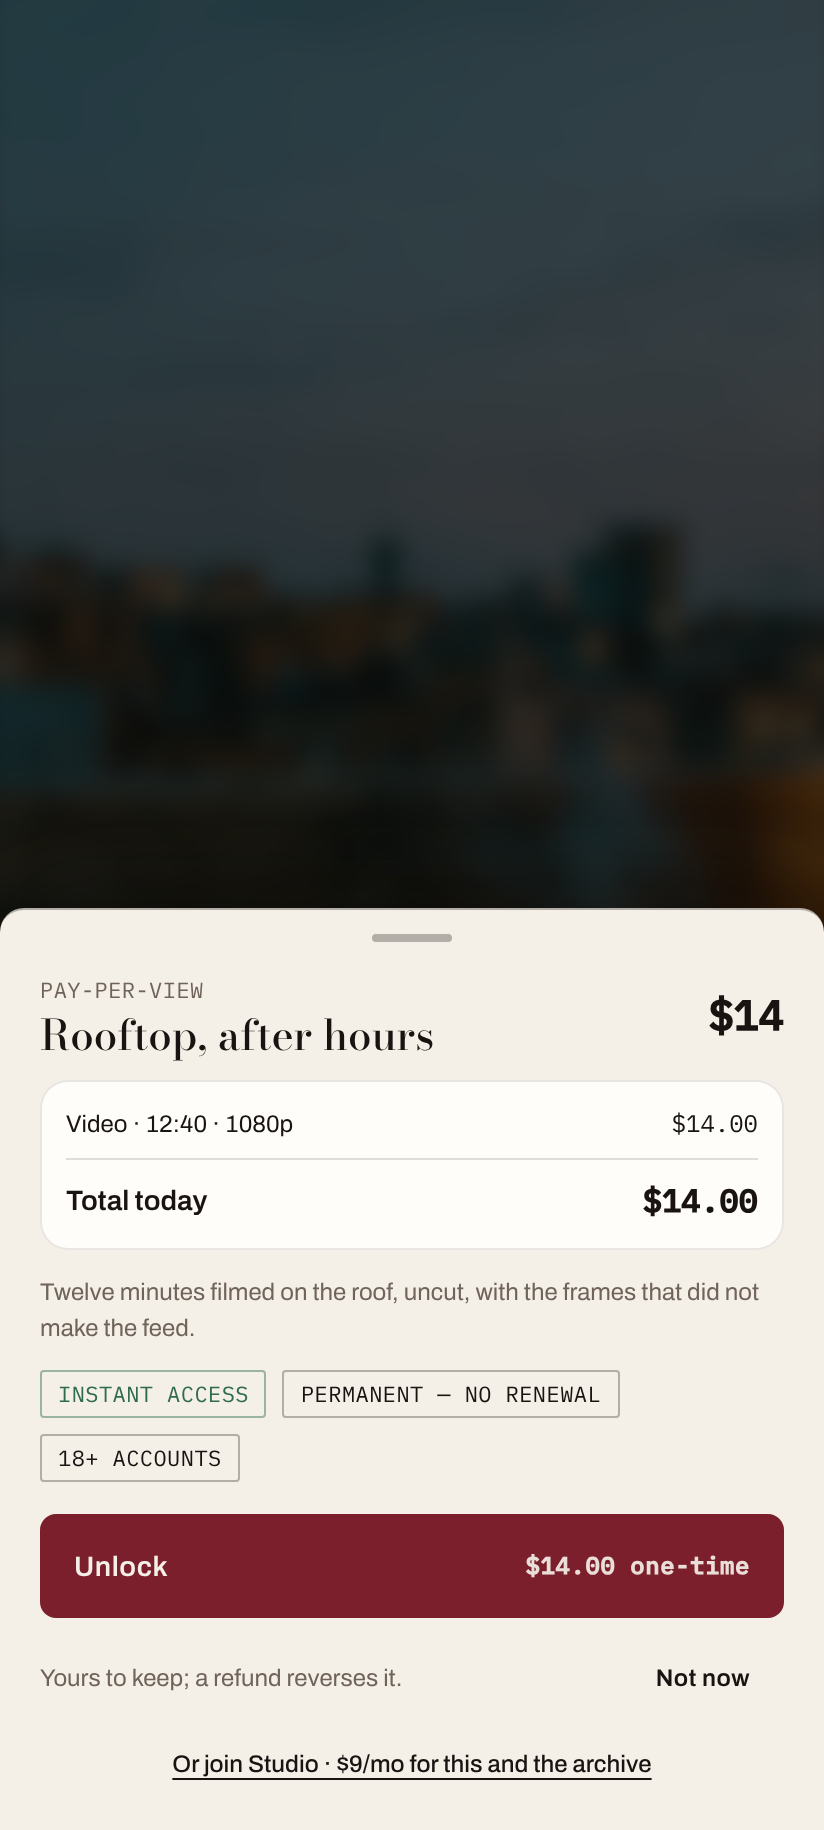 PAY-PER-VIEW
Rooftop, after hours
$14
Video · 12:40 · 1080p
$14.00
Total today
$14.00
Twelve minutes filmed on the roof, uncut, with the frames that did not
make the feed.
INSTANT ACCESS
PERMANENT — NO RENEWAL
18+ ACCOUNTS
Unlock
$14.00 one-time
Yours to keep; a refund reverses it.
Not now
Or join Studio · $9/mo for this and the archive